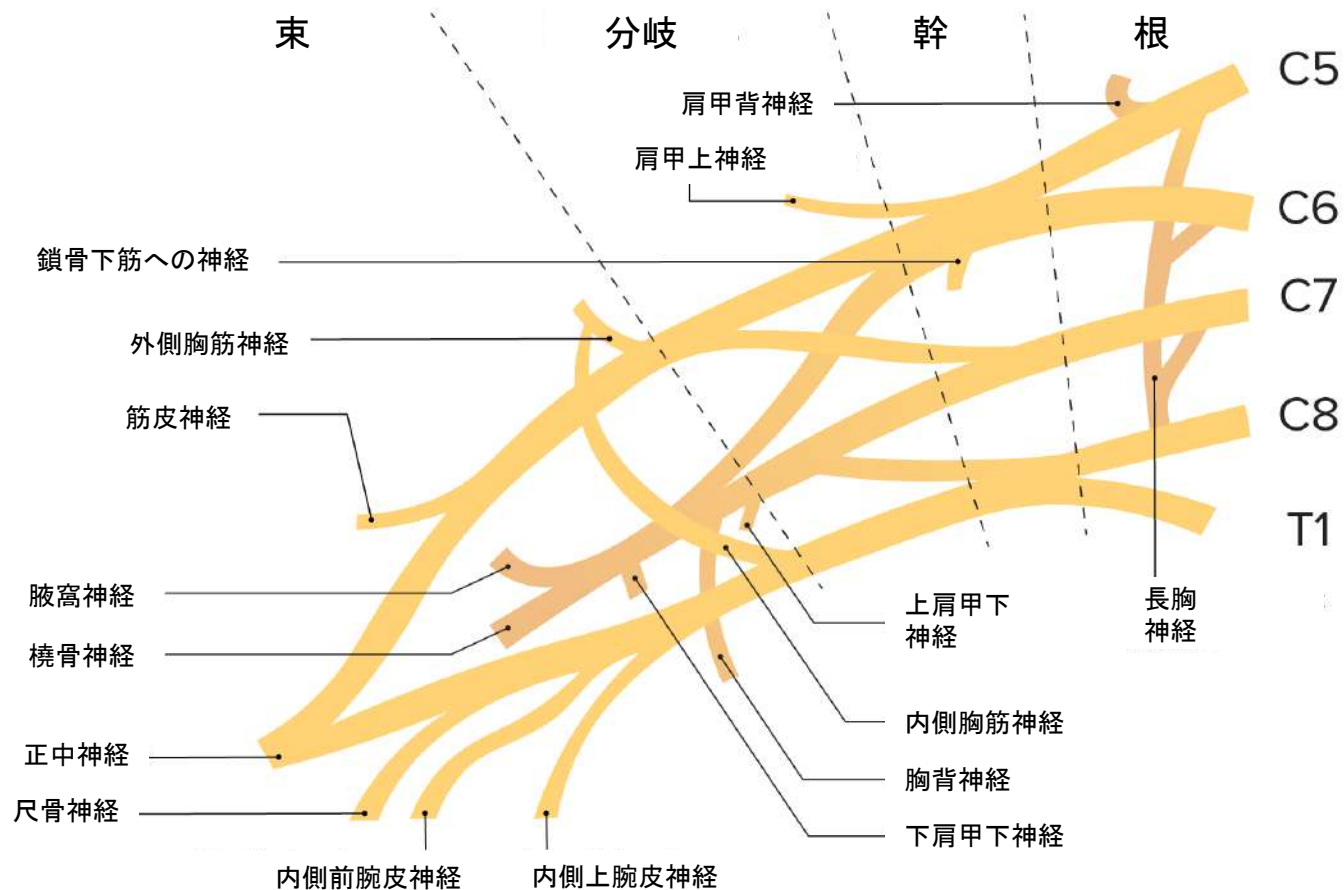 束
分岐
幹
根
C5
肩甲背神経
肩甲上神経
C6
鎖骨下筋への神経
C7
外側胸筋神経
筋皮神経
C8
T1
腋窩神経
上肩甲下
神経
長胸
神経
橈骨神経
内側胸筋神経
正中神経
胸背神経
尺骨神経
下肩甲下神経
内側前腕皮神経
内側上腕皮神経